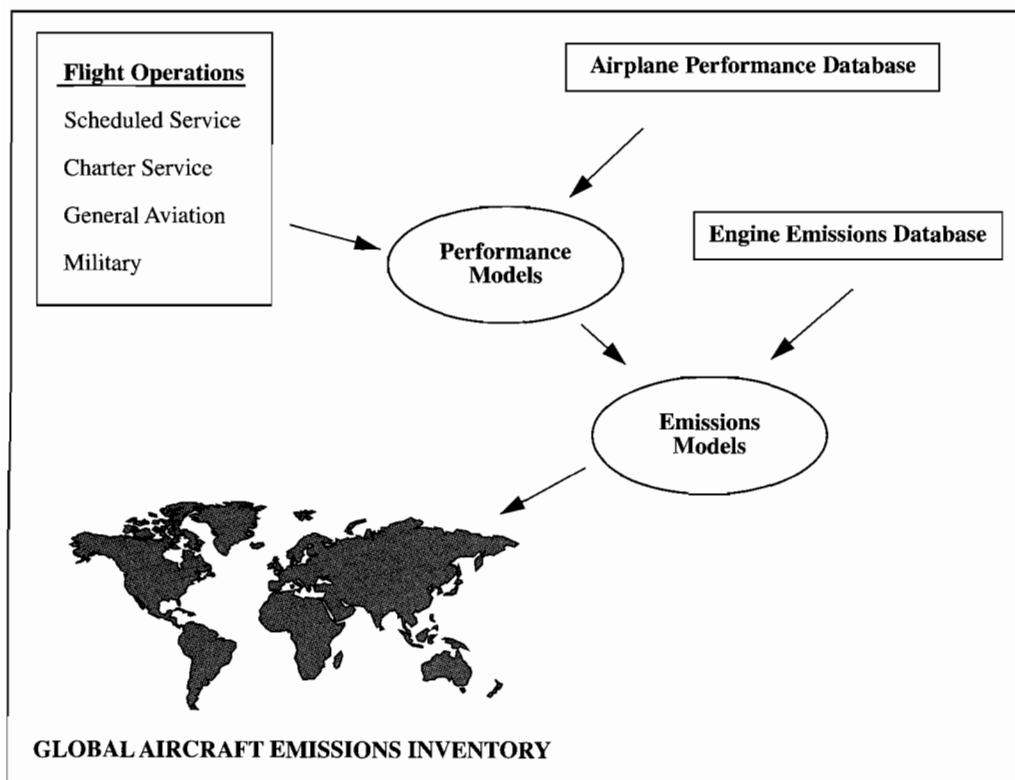 Flight Operations
Scheduled Service
Charter Service
General Aviation
Military
Airplane Performance Database
Engine Emissions Database
Performance
Models
Emissions
Models
GLOBAL AIRCRAFT EMISSIONS INVENTORY